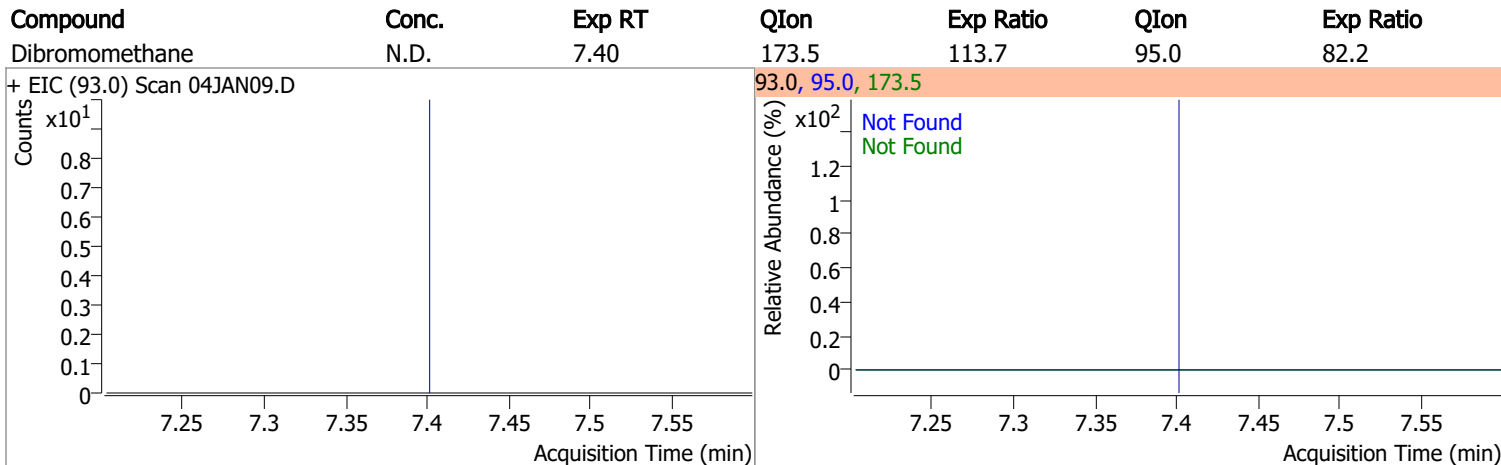 Compound Conc. Exp RT QIon Exp Ratio QIon Exp Ratio
Dibromomethane N.D. 7.40 173.5 113.7 95.0 82.2
+ EIC (93.0) Scan 04JAN09.D
Counts
x10¹
0.8
0.7
0.6
0.5
0.4
0.3
0.2
0.1
0
7.25 7.3 7.35 7.4 7.45 7.5 7.55
Acquisition Time (min)
93.0, 95.0, 173.5
Relative Abundance (%)
x10²
Not Found
Not Found
1.2
1
0.8
0.6
0.4
0.2
0
7.25 7.3 7.35 7.4 7.45 7.5 7.55
Acquisition Time (min)